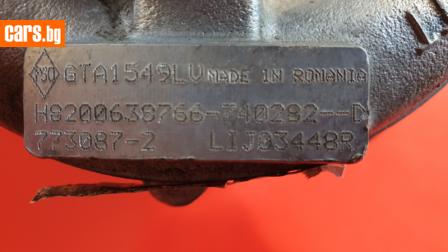 cars.bg
GTA1549LV MADE IN ROMANIA
H8200638766-740282--D
773087-2 LIJ03448R